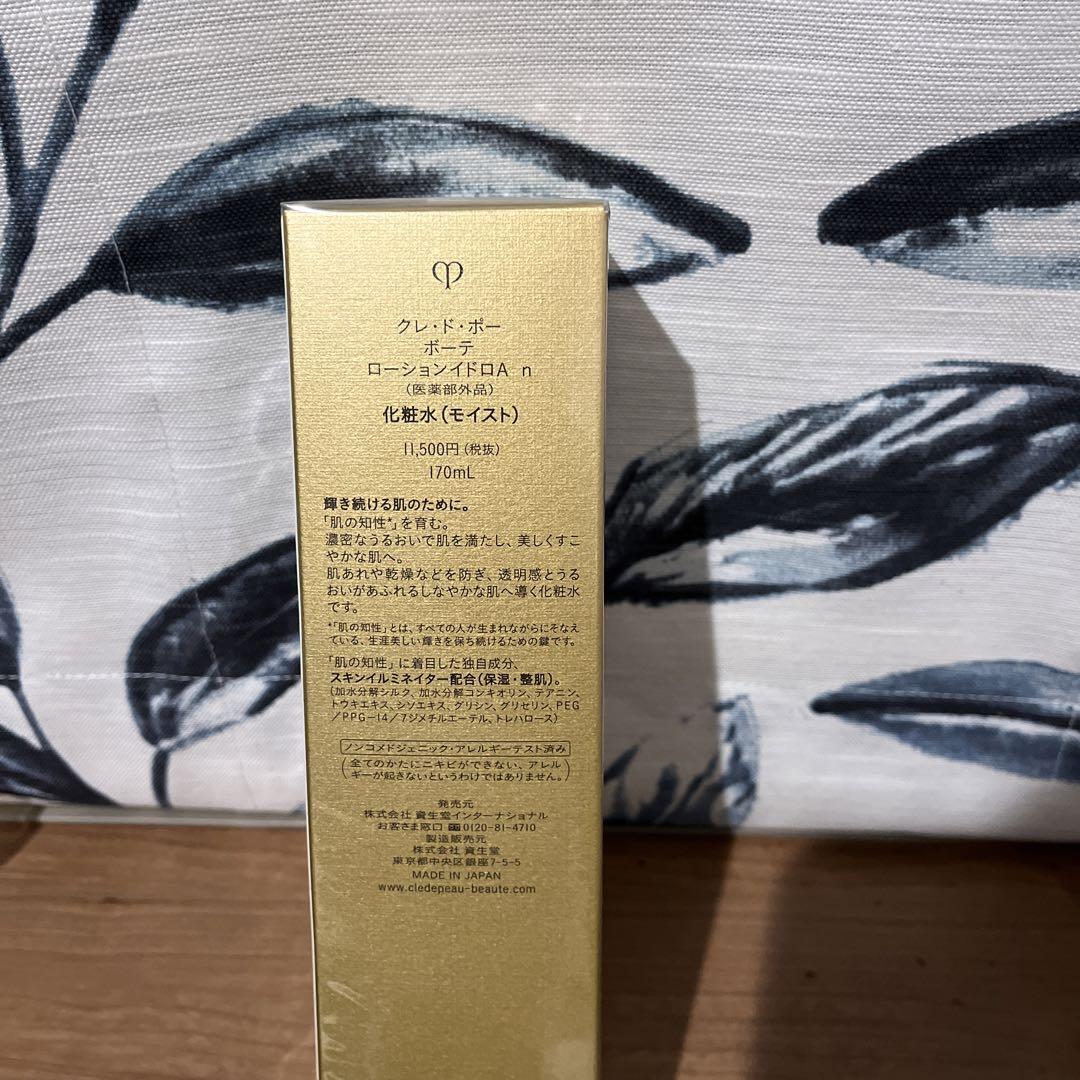 クレ・ド・ポー
ボーテ
ローションイドロA n
（医薬部外品）
化粧水（モイスト）
11,500円（税抜）
170mL
輝き続ける肌のために。
「肌の知性*」を育む。
濃密なうるおいで肌を満たし、美しくすこ
やかな肌へ。
肌あれや乾燥などを防ぎ、透明感とうる
おいがあふれるしなやかな肌へ導く化粧水
です。
*「肌の知性」とは、すべての人が生まれながらにそなえ
ている、生涯美しい輝きを保ち続けるための鍵です。
「肌の知性」に着目した独自成分、
スキンイルミネイター配合（保湿・整肌）。
（加水分解シルク、加水分解コンキオリン、テアニン、
トウキエキス、シソエキス、グリシン、グリセリン、PEG
／PPG-14／7ジメチルエーテル、トレハロース）
ノンコメドジェニック・アレルギーテスト済み
（全てのかたにニキビができない、アレル
ギーが起きないというわけではありません。）
発売元
株式会社 資生堂インターナショナル
お客さま窓口 0120-81-4710
製造販売元
株式会社 資生堂
東京都中央区銀座7-5-5
MADE IN JAPAN
www.cledepeau-beaute.com